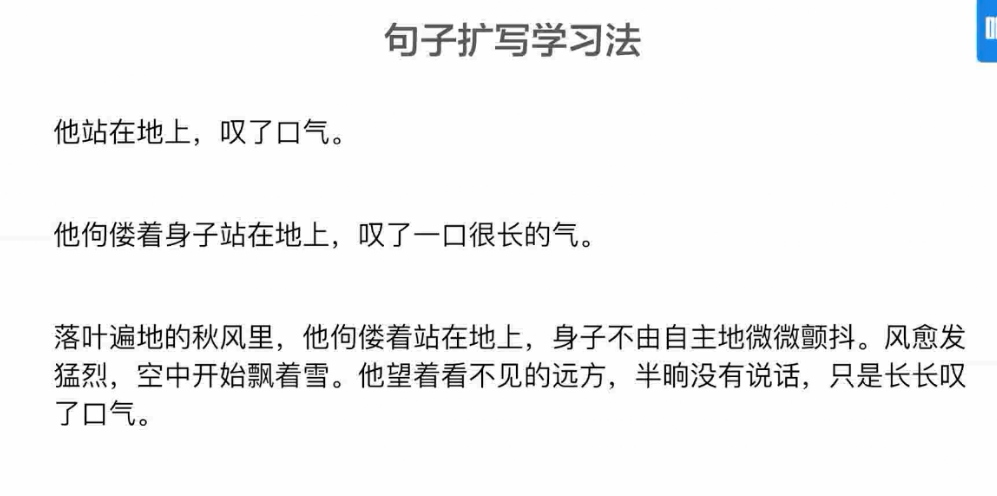 句子扩写学习法
他站在地上，叹了口气。
他佝偻着身子站在地上，叹了一口很长的气。
落叶遍地的秋风里，他佝偻着站在地上，身子不由自主地微微颤抖。风愈发
猛烈，空中开始飘着雪。他望着看不见的远方，半晌没有说话，只是长长叹
了口气。